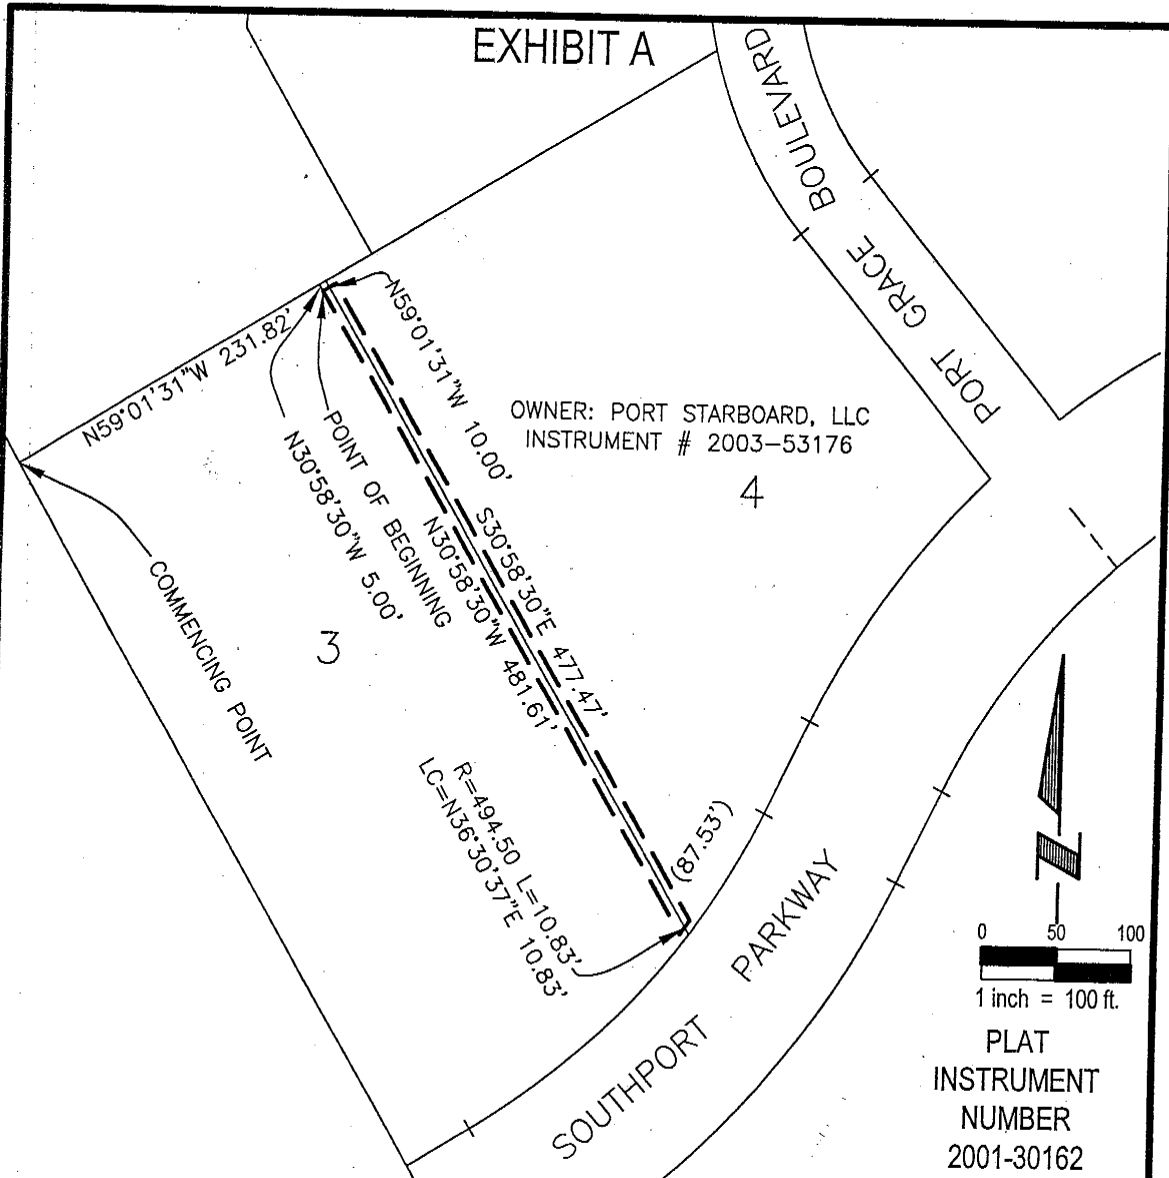 EXHIBIT A
BOULEVARD
PORT GRACE
N59°01'31"W 231.82'
N59°01'31"W 10.00'
OWNER: PORT STARBOARD, LLC
INSTRUMENT # 2003-53176
4
POINT OF BEGINNING
N30°58'30"W 5.00'
S30°58'30"E 477.47'
N30°58'30"W 481.61'
COMMENCING POINT
3
R=494.50 L=10.83'
LC=N36°30'37"E 10.83'
(87.53')
SOUTHPORT PARKWAY
Z
0 50 100
1 inch = 100 ft.
PLAT
INSTRUMENT
NUMBER
2001-30162